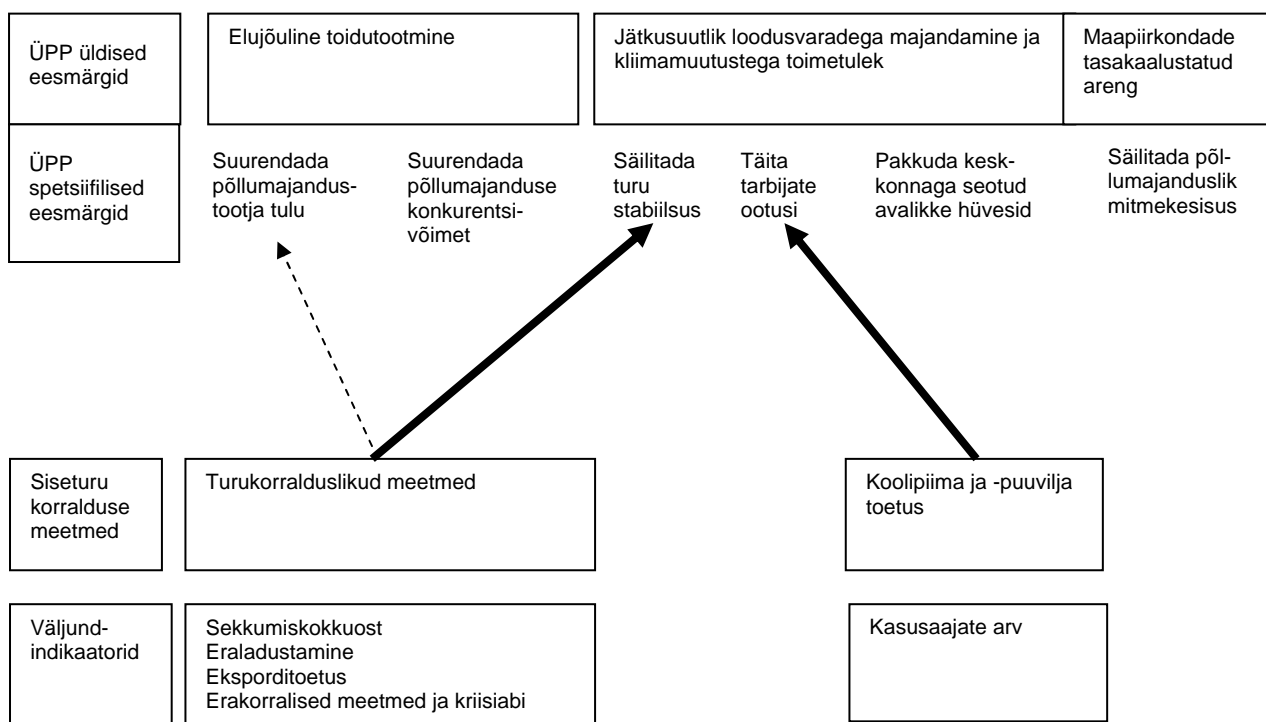 ÜPP üldised
eesmärgid
Elujõuline toidutootmine
Jätkusuutlik loodusvaradega majandamine ja
kliimamuutustega toimetulek
Maapiirkondade
tasakaalustatud
areng
ÜPP
spetsiifilised
eesmärgid
Suurendada
põllumajandus-
tootja tulu
Suurendada
põllumajanduse
konkurentsi-
võimet
Säilitada
turu
stabiilsus
Täita
tarbijate
ootusi
Pakkuda kesk-
konnaga seotud
avalikke hüvesid
Säilitada põl-
lumajanduslik
mitmekesisus
Siseturu
korralduse
meetmed
Turukorralduslikud meetmed
Koolipiima ja -puuvilja
toetus
Väljund-
indikaatorid
Sekkumiskokkuost
Eraladustamine
Eksporditoetus
Erakorralised meetmed ja kriisiabi
Kasusaajate arv